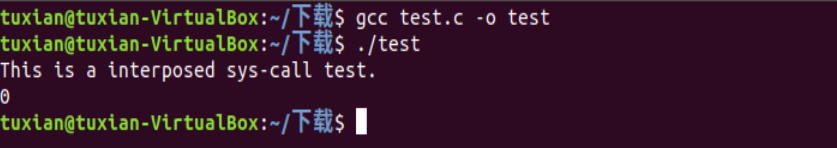 tuxian@tuxian-VirtualBox:~/下载$ gcc test.c -o test
tuxian@tuxian-VirtualBox:~/下载$ ./test
This is a interposed sys-call test.
0
tuxian@tuxian-VirtualBox:~/下载$